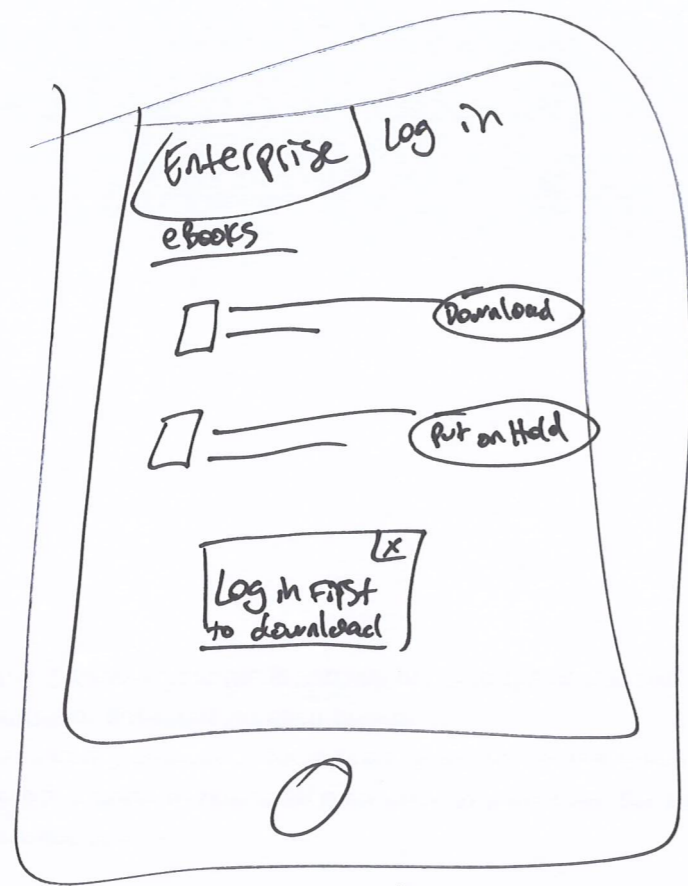 Enterprise Log in
eBooks
Download
Put on Hold
x
Log in First
to download